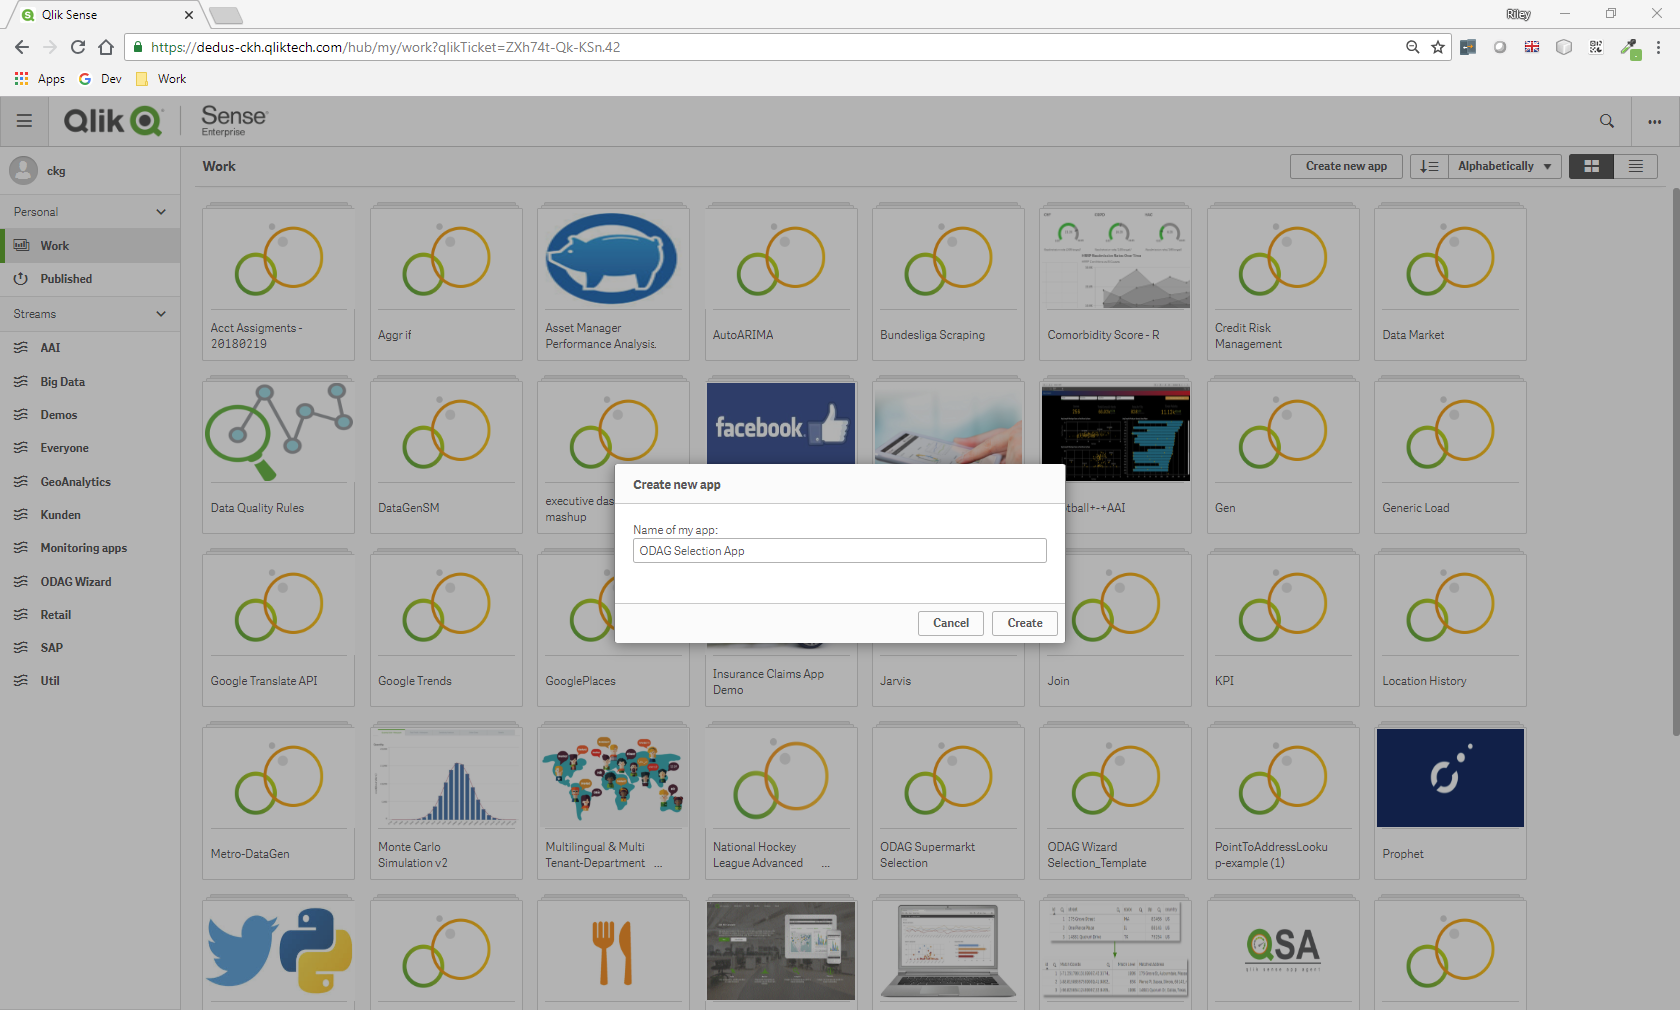 Qlik Sense
Riley
https://dedus-ckh.qliktech.com/hub/my/work?qlikTicket=ZXh74t-Qk-KSn.42
Apps Dev Work
Qlik Sense
Enterprise
ckg
Work
Create new app
Alphabetically
Personal
Work
Published
Streams
AAI
Big Data
Demos
Everyone
GeoAnalytics
Kunden
Monitoring apps
ODAG Wizard
Retail
SAP
Util
Acct Assigments -
20180219
Aggr if
Asset Manager
Performance Analysis.
AutoARIMA
Bundesliga Scraping
Comorbidity Score - R
Credit Risk
Management
Data Market
facebook.
Data Quality Rules
DataGenSM
executive das
mashup
tball+-+AAI
Gen
Generic Load
Create new app
Name of my app:
ODAG Selection App
Cancel
Create
Google Translate API
Google Trends
GooglePlaces
Insurance Claims App
Demo
Jarvis
Join
KPI
Location History
Metro-DataGen
Monte Carlo
Simulation v2
Multilingual & Multi
Tenant-Department ...
National Hockey
League Advanced ...
ODAG Supermarkt
Selection
ODAG Wizard
Selection_Template
PointToAddressLooku
p-example (1)
Prophet
QSA
qlik sense app agent